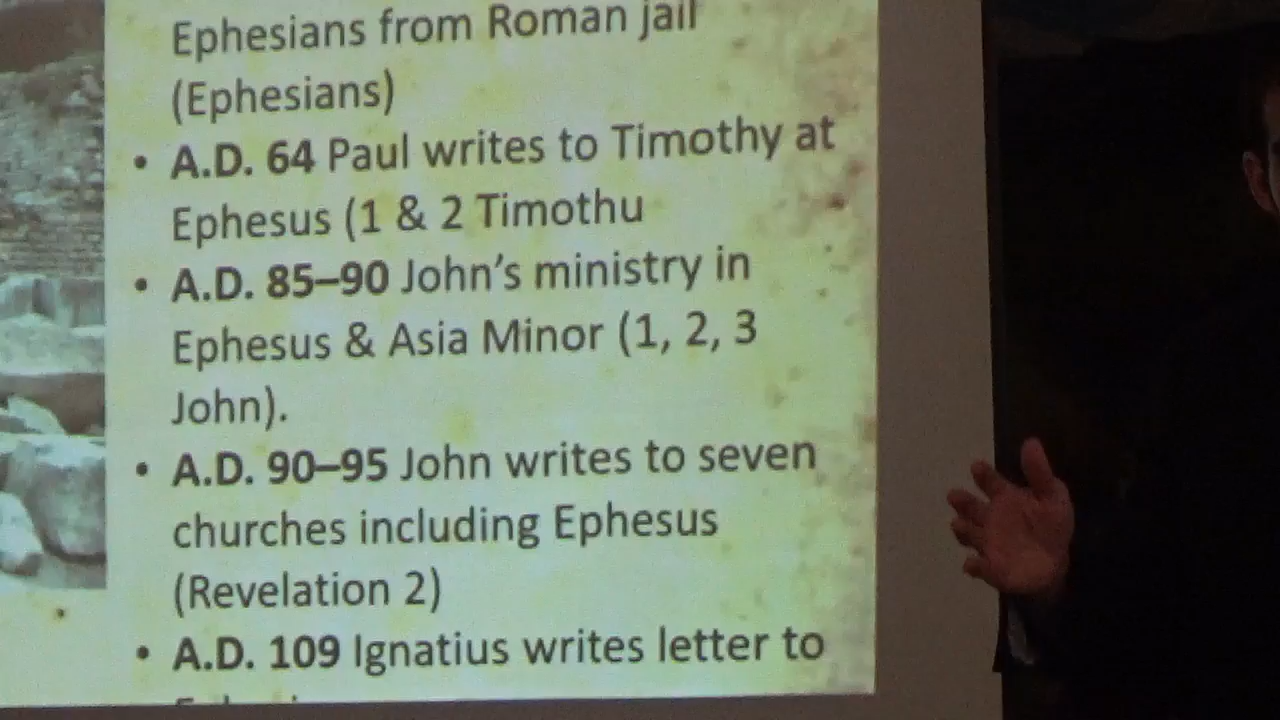 Ephesians from Roman jail
(Ephesians)
• A.D. 64 Paul writes to Timothy at
Ephesus (1 & 2 Timothu
• A.D. 85–90 John's ministry in
Ephesus & Asia Minor (1, 2, 3
John).
• A.D. 90–95 John writes to seven
churches including Ephesus
(Revelation 2)
• A.D. 109 Ignatius writes letter to